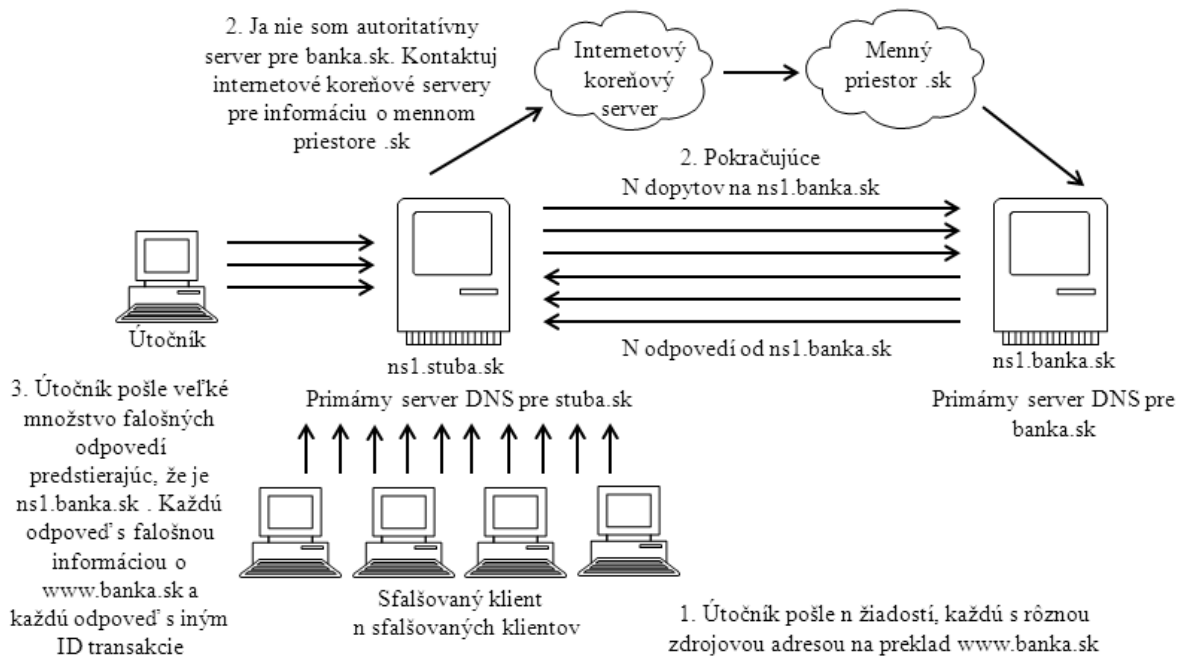 2. Ja nie som autoritatívny
server pre banka.sk. Kontaktuj
internetové koreňové servery
pre informáciu o mennom
priestore .sk
Internetový
koreňový
server
Menný
priestor .sk
2. Pokračujúce
N dopytov na ns1.banka.sk
Útočník
ns1.stuba.sk
N odpovedí od ns1.banka.sk
ns1.banka.sk
Primárny server DNS pre stuba.sk
Primárny server DNS pre
banka.sk
3. Útočník pošle veľké
množstvo falošných
odpovedí
predstierajúc, že je
ns1.banka.sk . Každú
odpoveď s falošnou
informáciou o
www.banka.sk a
každú odpoveď s iným
ID transakcie
Sfalšovaný klient
n sfalšovaných klientov
1. Útočník pošle n žiadostí, každú s rôznou
zdrojovou adresou na preklad www.banka.sk